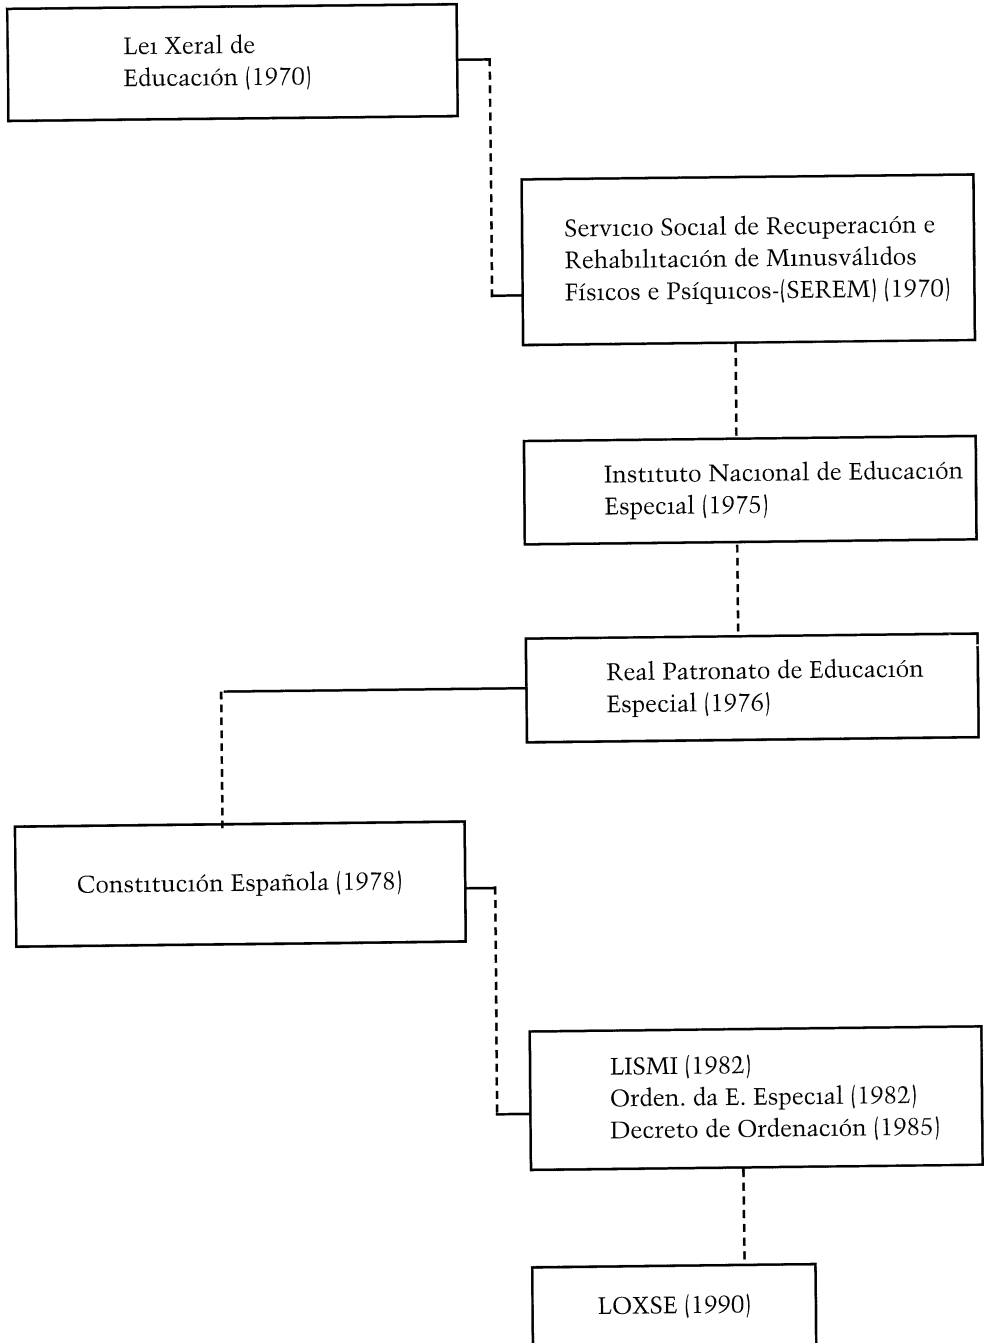 Lei Xeral de
Educación (1970)
Servicio Social de Recuperación e
Rehabilitación de Minusválidos
Físicos e Psíquicos-(SEREM) (1970)
Instituto Nacional de Educación
Especial (1975)
Real Patronato de Educación
Especial (1976)
Constitución Española (1978)
LISMI (1982)
Orden. da E. Especial (1982)
Decreto de Ordenación (1985)
LOXSE (1990)